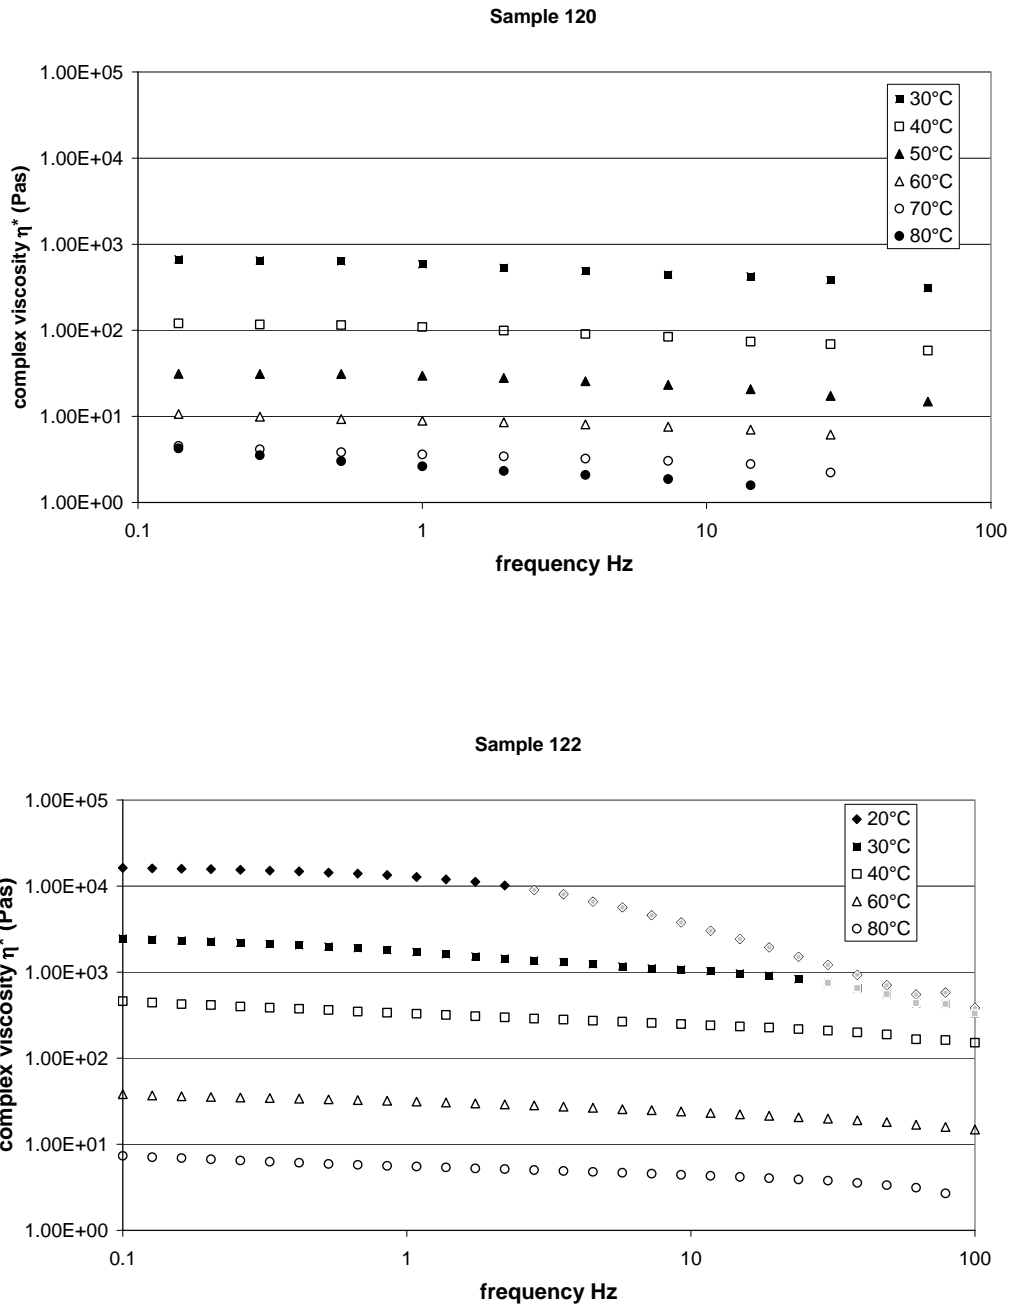 Sample 120
1.00E+05
1.00E+04
1.00E+03
1.00E+02
1.00E+01
1.00E+00
complex viscosity η* (Pas)
0.1 1 10 100
frequency Hz
30°C
40°C
50°C
60°C
70°C
80°C
Sample 122
1.00E+05
1.00E+04
1.00E+03
1.00E+02
1.00E+01
1.00E+00
complex viscosity η* (Pas)
0.1 1 10 100
frequency Hz
20°C
30°C
40°C
60°C
80°C